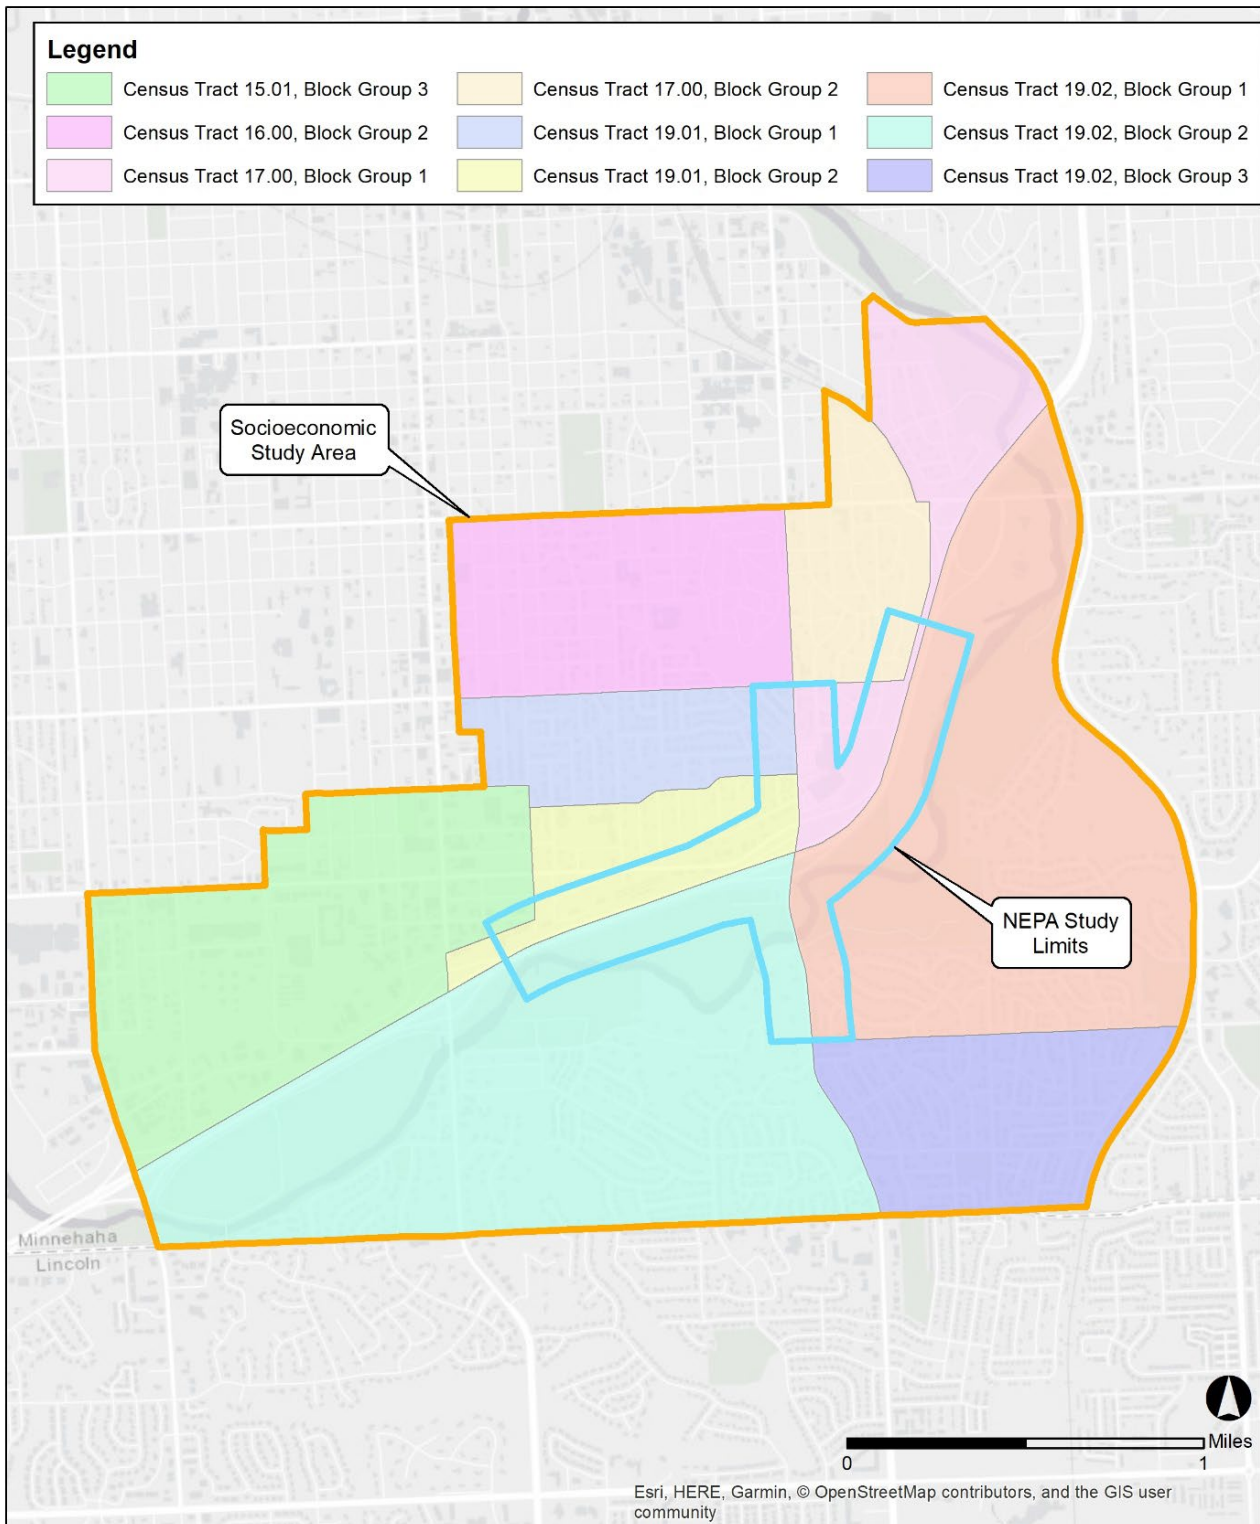 Legend
Census Tract 15.01, Block Group 3
Census Tract 16.00, Block Group 2
Census Tract 17.00, Block Group 1
Census Tract 17.00, Block Group 2
Census Tract 19.01, Block Group 1
Census Tract 19.01, Block Group 2
Census Tract 19.02, Block Group 1
Census Tract 19.02, Block Group 2
Census Tract 19.02, Block Group 3
Socioeconomic
Study Area
NEPA Study
Limits
Minnehaha
Lincoln
Miles
0
1
Esri, HERE, Garmin, © OpenStreetMap contributors, and the GIS user
community